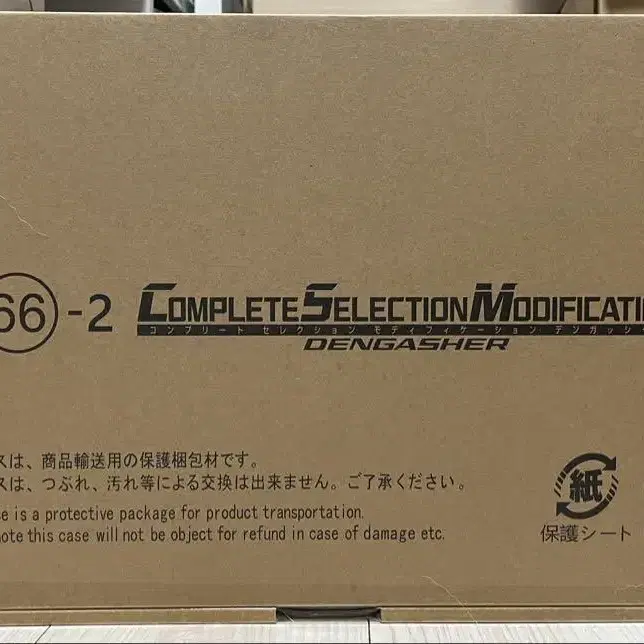 66 -2 COMPLETE SELECTION MODIFICATI
コンプリート セレクション モディフィケーション デンガッシ
DENGASHER
スは、商品輸送用の保護梱包材です。
スは、つぶれ、汚れ等による交換は出来ません。ご了承ください。
se is a protective package for product transportation.
note this case will not be object for refund in case of damage etc.
紙
保護シート